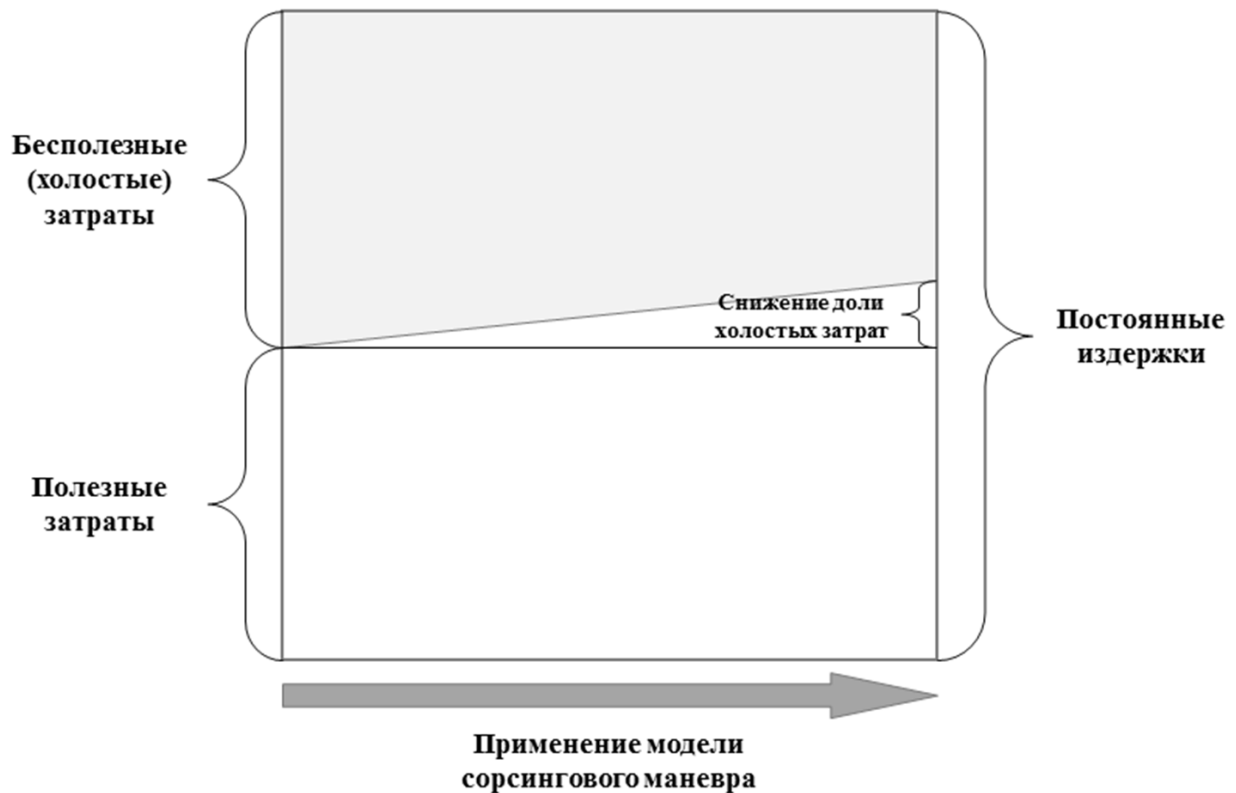 Бесполезные
(холостые)
затраты
Снижение доли
холостых затрат
Постоянные
издержки
Полезные
затраты
Применение модели
сорсингового маневра